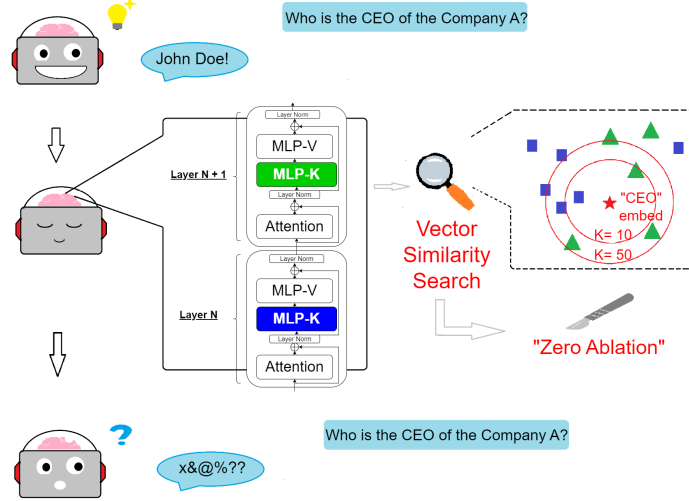 Who is the CEO of the Company A?
John Doe!
Layer Norm
MLP-V
Layer N + 1
MLP-K
Layer Norm
Attention
Layer Norm
MLP-V
Layer N
MLP-K
Layer Norm
Attention
Vector
Similarity
Search
"CEO"
embed
K= 10
K= 50
"Zero Ablation"
?
Who is the CEO of the Company A?
x&@%??